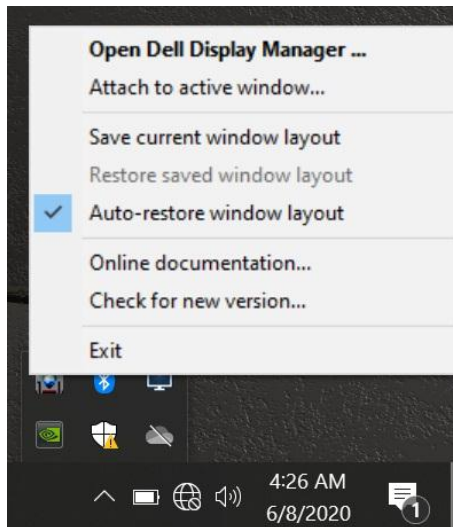 Open Dell Display Manager ...
Attach to active window...
Save current window layout
Restore saved window layout
Auto-restore window layout
Online documentation...
Check for new version...
Exit
4:26 AM
6/8/2020
1